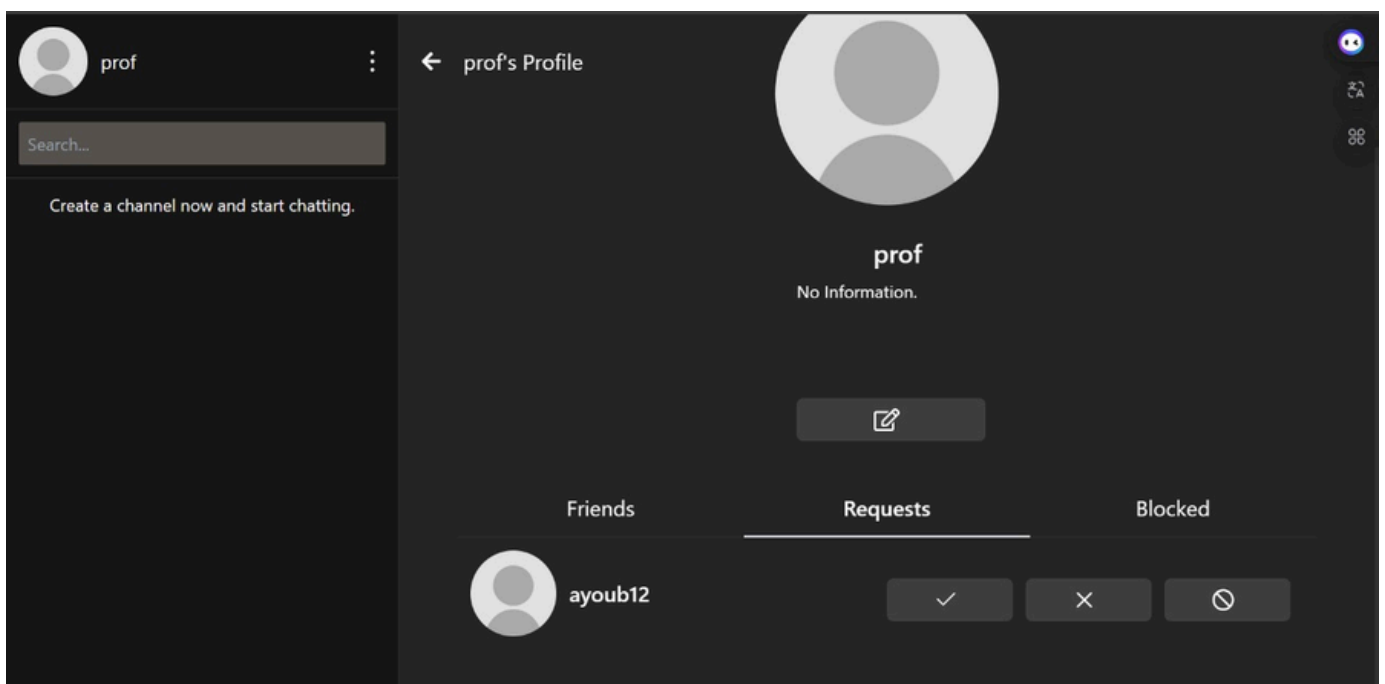 prof
Search...
Create a channel now and start chatting.
prof's Profile
prof
No Information.
Friends
Requests
Blocked
ayoub12